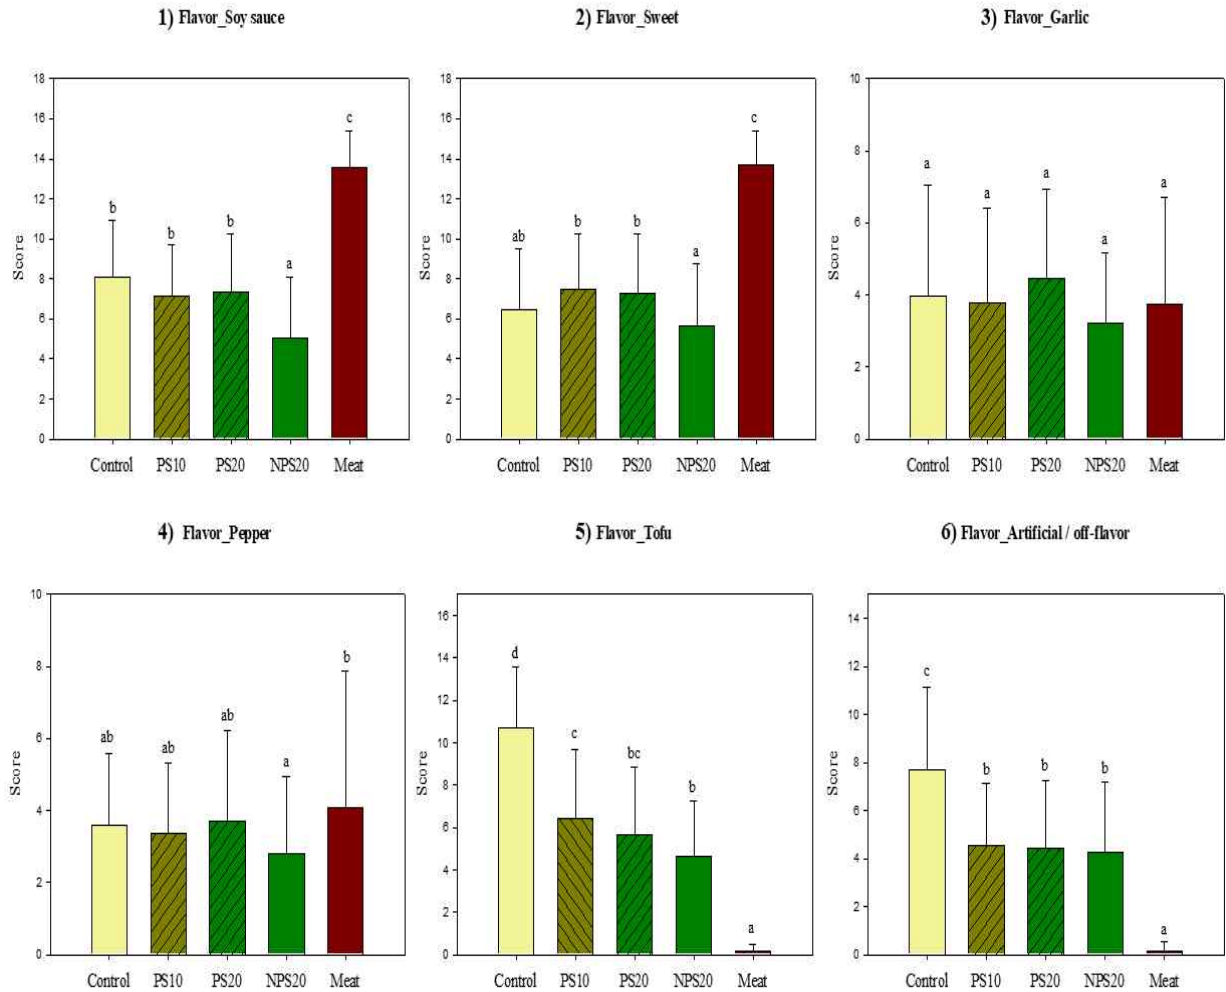 1) Flavor_Soy sauce
18
16
14
12
10
8
6
4
2
0
Score
b
b
b
a
c
Control PS10 PS20 NPS20 Meat
2) Flavor_Sweet
18
16
14
12
10
8
6
4
2
0
Score
ab
b
b
a
c
Control PS10 PS20 NPS20 Meat
3) Flavor_Garlic
10
8
6
4
2
0
Score
a
a
a
a
a
Control PS10 PS20 NPS20 Meat
4) Flavor_Pepper
10
8
6
4
2
0
Score
ab
ab
ab
a
b
Control PS10 PS20 NPS20 Meat
5) Flavor_Tofu
16
14
12
10
8
6
4
2
0
Score
d
c
bc
b
a
Control PS10 PS20 NPS20 Meat
6) Flavor_Artificial / off-flavor
14
12
10
8
6
4
2
0
Score
c
b
b
b
a
Control PS10 PS20 NPS20 Meat